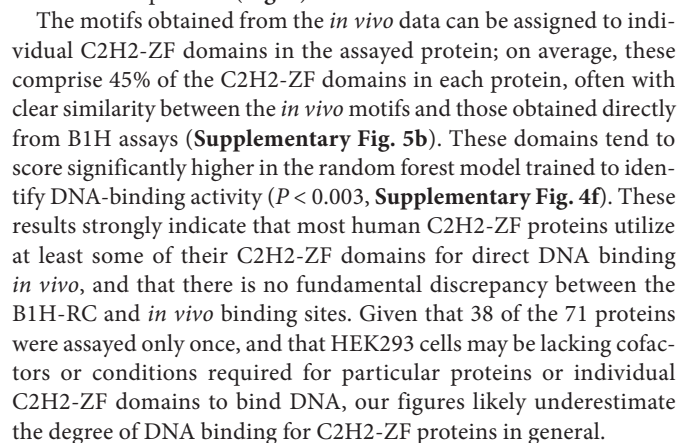 The motifs obtained from the in vivo data can be assigned to indi-
vidual C2H2-ZF domains in the assayed protein; on average, these
comprise 45% of the C2H2-ZF domains in each protein, often with
clear similarity between the in vivo motifs and those obtained directly
from B1H assays (Supplementary Fig. 5b). These domains tend to
score significantly higher in the random forest model trained to iden-
tify DNA-binding activity (P < 0.003, Supplementary Fig. 4f). These
results strongly indicate that most human C2H2-ZF proteins utilize
at least some of their C2H2-ZF domains for direct DNA binding
in vivo, and that there is no fundamental discrepancy between the
B1H-RC and in vivo binding sites. Given that 38 of the 71 proteins
were assayed only once, and that HEK293 cells may be lacking cofac-
tors or conditions required for particular proteins or individual
C2H2-ZF domains to bind DNA, our figures likely underestimate
the degree of DNA binding for C2H2-ZF proteins in general.